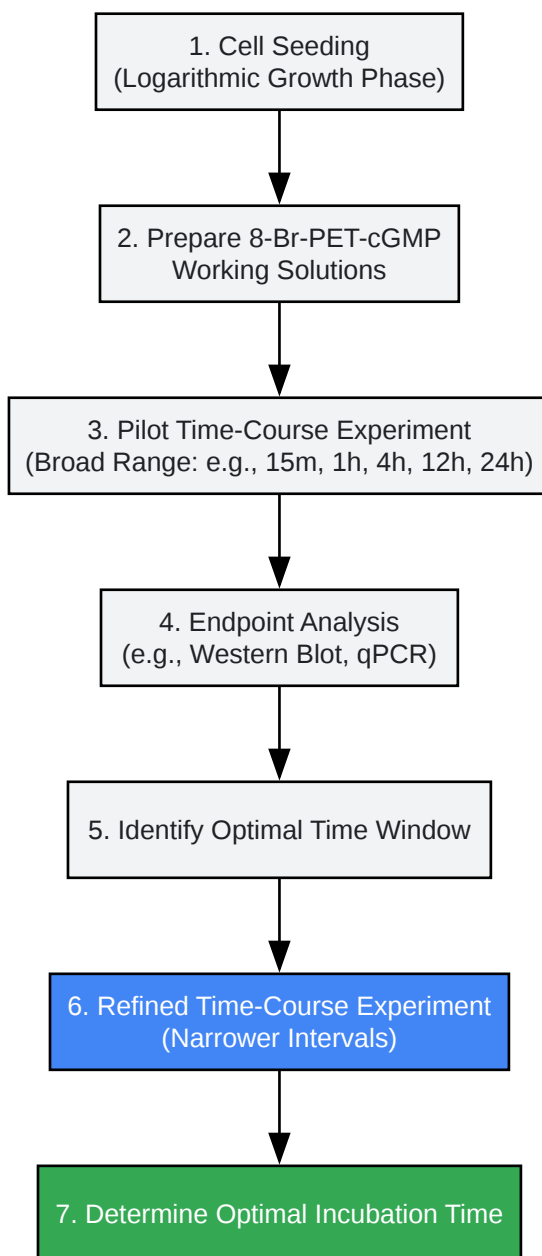 1. Cell Seeding
(Logarithmic Growth Phase)
2. Prepare 8-Br-PET-cGMP
Working Solutions
3. Pilot Time-Course Experiment
(Broad Range: e.g., 15m, 1h, 4h, 12h, 24h)
4. Endpoint Analysis
(e.g., Western Blot, qPCR)
5. Identify Optimal Time Window
6. Refined Time-Course Experiment
(Narrower Intervals)
7. Determine Optimal Incubation Time